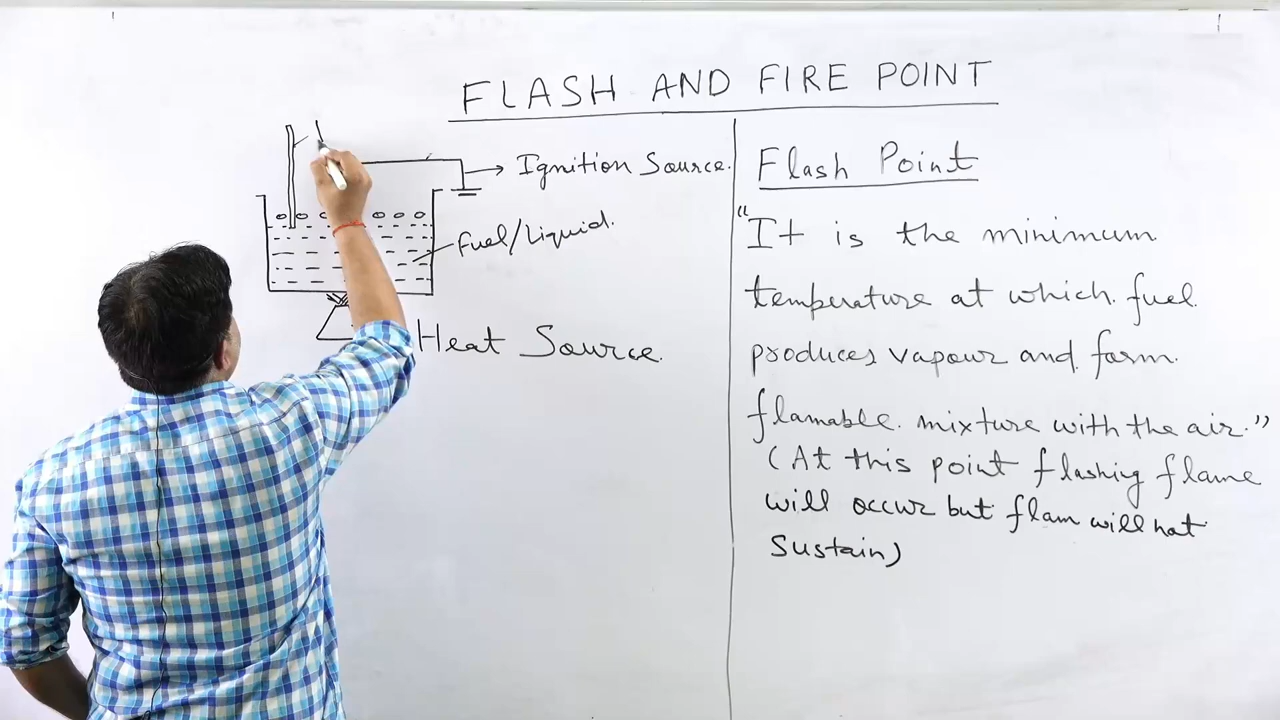 FLASH AND FIRE POINT
Ignition Source.
Fuel/Liquid.
Heat Source.
Flash Point
"It is the minimum
temperature at which. fuel.
produces vapour and form.
flamable. mixture with the air."
(At this point flashing flame
will occur but flam will not
Sustain)